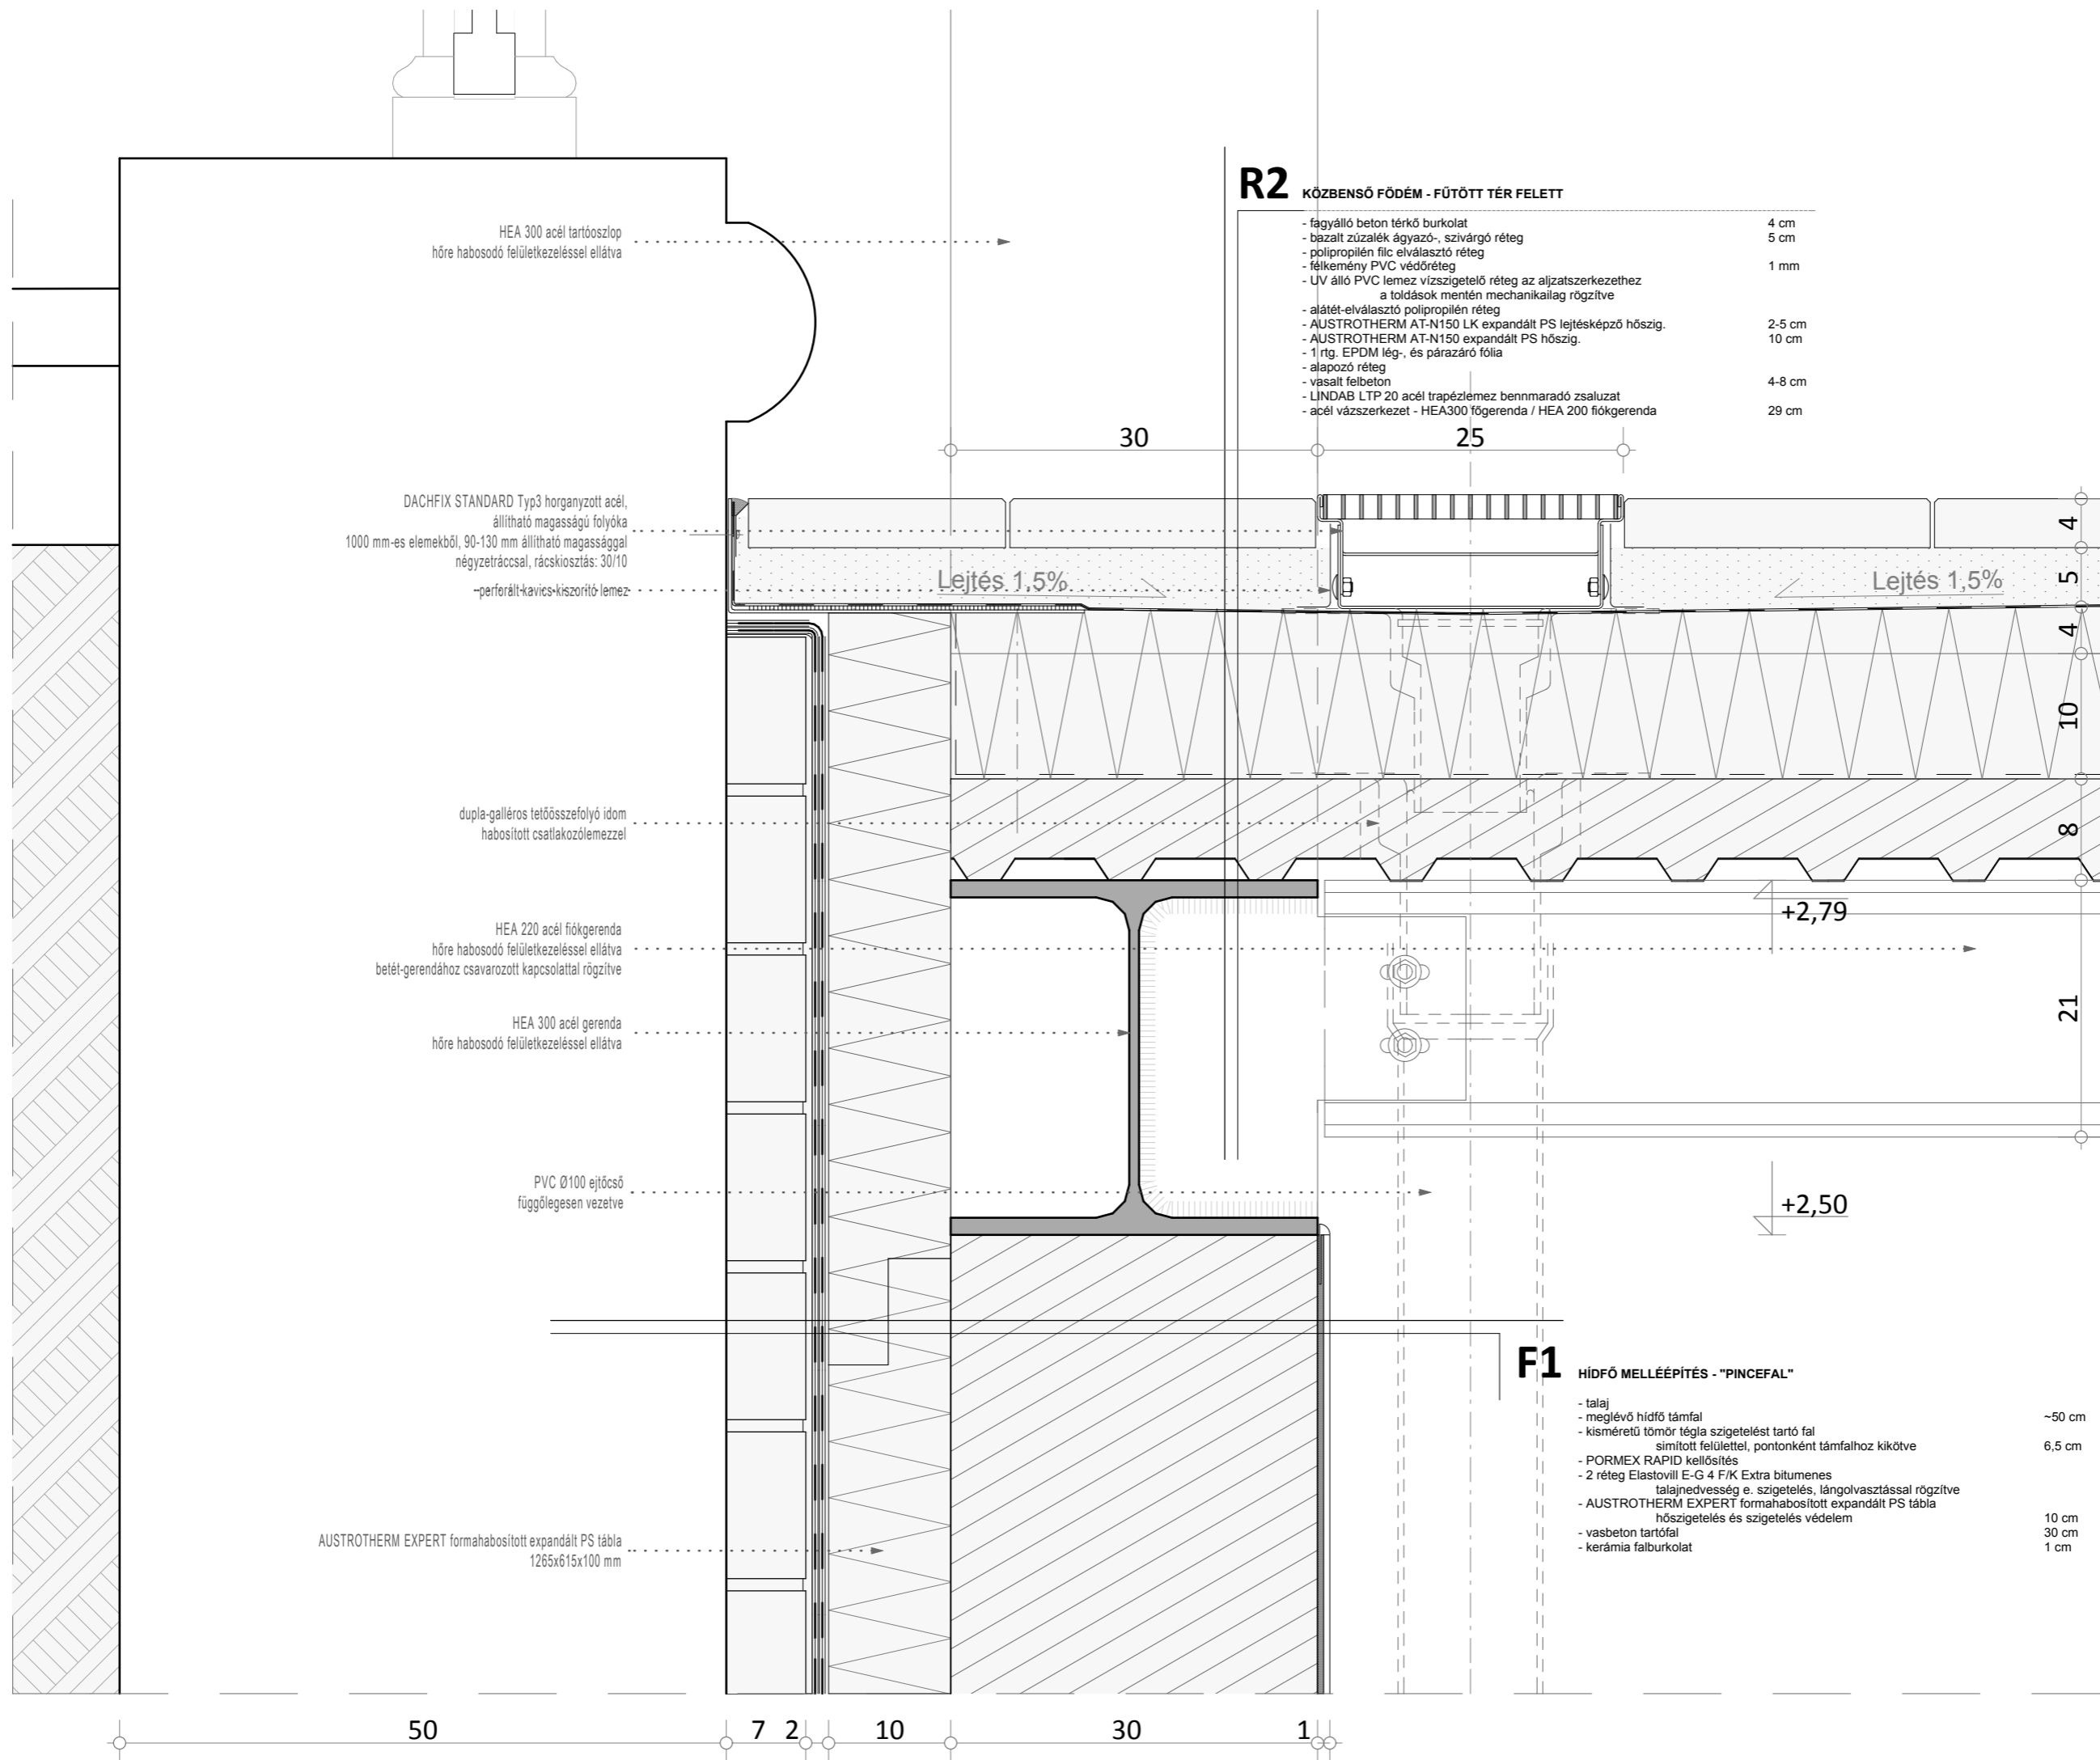 R2 KÖZBENSŐ FÖDÉM - FŰTÖTT TÉR FELETT
- fagyálló beton térkő burkolat 4 cm
- bazalt zúzalék ágyazó-, szivárgó réteg 5 cm
- polipropilén filc elválasztó réteg
- félkemény PVC védőréteg 1 mm
- UV álló PVC lemez vízszigetelő réteg az aljzatszerkezethez
a toldások mentén mechanikailag rögzítve
- alátét-elválasztó polipropilén réteg
- AUSTROTHERM AT-N150 LK expandált PS lejtésképző hőszig. 2-5 cm
- AUSTROTHERM AT-N150 expandált PS hőszig. 10 cm
- 1 rtg. EPDM lég-, és párazáró fólia
- alapozó réteg
- vasalt felbeton 4-8 cm
- LINDAB LTP 20 acél trapézlemez bennmaradó zsaluzat
- acél vázszerkezet - HEA300 főgerenda / HEA 200 fiókgerenda 29 cm
HEA 300 acél tartóoszlop
hőre habosodó felületkezeléssel ellátva
30
25
DACHFIX STANDARD Typ3 horganyzott acél,
állítható magasságú folyóka
1000 mm-es elemekből, 90-130 mm állítható magassággal
négyzetráccsal, rácskiosztás: 30/10
perforált kavics-kiszorító lemez
Lejtés 1,5%
Lejtés 1,5%
4
5
4
10
8
21
dupla-galléros tetőösszefolyó idom
habosított csatlakozólemezzel
+2,79
HEA 220 acél fiókgerenda
hőre habosodó felületkezeléssel ellátva
betét-gerendához csavarozott kapcsolattal rögzítve
HEA 300 acél gerenda
hőre habosodó felületkezeléssel ellátva
PVC Ø100 ejtőcső
függőlegesen vezetve
+2,50
F1 HÍDFŐ MELLÉÉPÍTÉS - "PINCEFAL"
- talaj
- meglévő hídfő támfal ~50 cm
- kisméretű tömör tégla szigetelést tartó fal
simított felülettel, pontonként támfalhoz kikötve 6,5 cm
- PORMEX RAPID kellősítés
- 2 réteg Elastovill E-G 4 F/K Extra bitumenes
talajnedvesség e. szigetelés, lángolvasztással rögzítve
- AUSTROTHERM EXPERT formahabosított expandált PS tábla
hőszigetelés és szigetelés védelem 10 cm
- vasbeton tartófal 30 cm
- kerámia falburkolat 1 cm
AUSTROTHERM EXPERT formahabosított expandált PS tábla
1265x615x100 mm
50 7 2 10 30 1